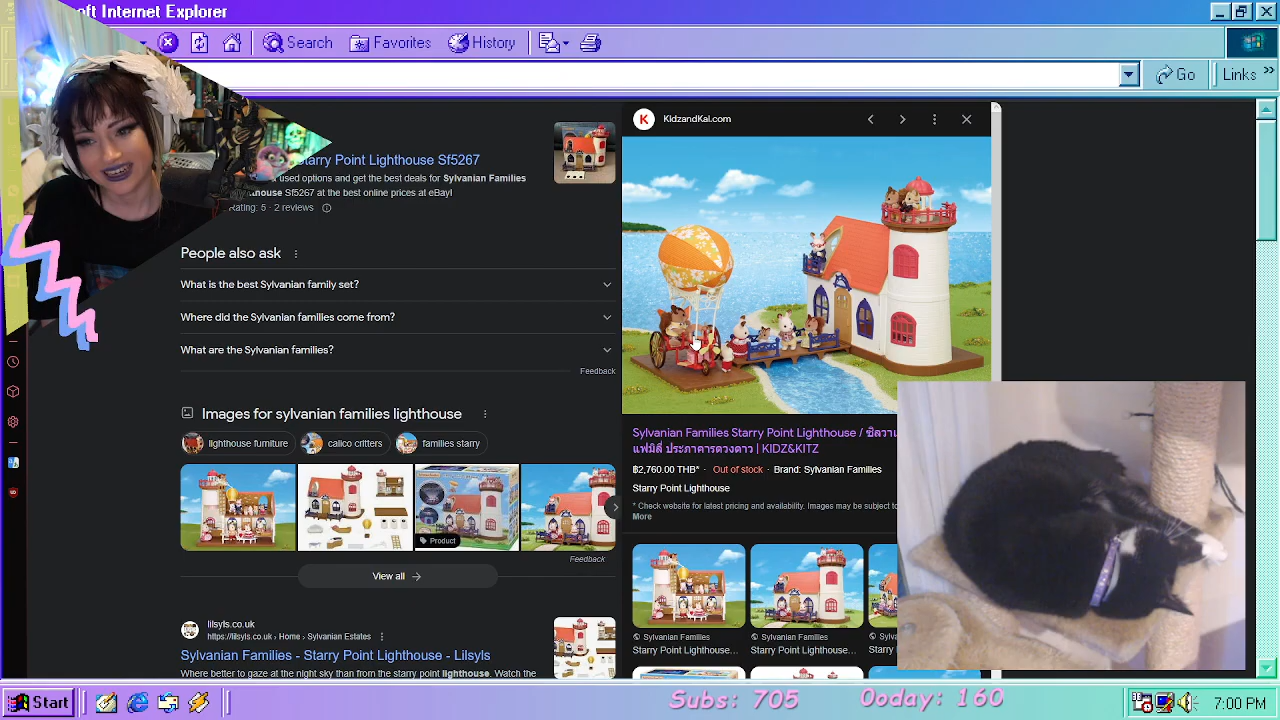 oft Internet Explorer
Search
Favorites
History
Go
Links
KidzandKai.com
Starry Point Lighthouse Sf5267
used options and get the best deals for Sylvanian Families
house Sf5267 at the best online prices at eBay!
Rating: 5 · 2 reviews
People also ask
What is the best Sylvanian family set?
Where did the Sylvanian families come from?
What are the Sylvanian families?
Feedback
Images for sylvanian families lighthouse
lighthouse furniture
calico critters
families starry
Product
Feedback
View all
lilsyls.co.uk
https://lilsyls.co.uk › Home › Sylvanian Estates
Sylvanian Families - Starry Point Lighthouse - Lilsyls
Where better to gaze at the night sky than from the starry point lighthouse. Watch the
Sylvanian Families Starry Point Lighthouse / ซิลวาเ
แฟมิลี่ ประภาคารดวงดาว | KIDZ&KITZ
฿2,760.00 THB* · Out of stock · Brand: Sylvanian Families
Starry Point Lighthouse
* Check website for latest pricing and availability. Images may be subject to
More
Sylvanian Families
Starry Point Lighthouse…
Sylvanian Families
Starry Point Lighthouse…
Sylva
Starry
Start
Subs: 705
Ooday: 160
7:00 PM